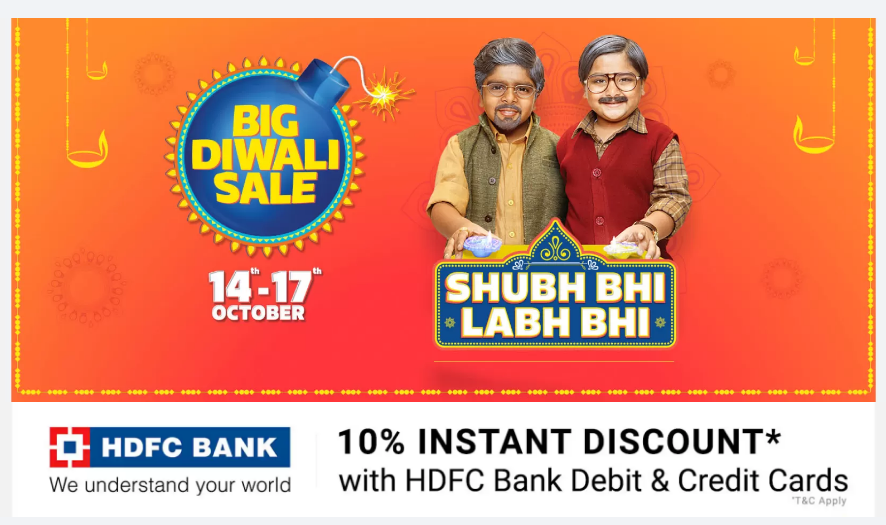 BIG
DIWALI
SALE
14th - 17th
OCTOBER
SHUBH BHI
LABH BHI
HDFC BANK
We understand your world
10% INSTANT DISCOUNT*
with HDFC Bank Debit & Credit Cards
*T&C Apply